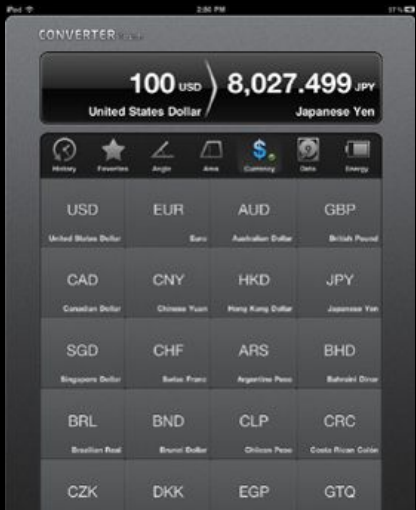 iPad 2:50 PM 97%
CONVERTER
100 USD 8,027.499 JPY
United States Dollar Japanese Yen
History Favorites Angle Area Currency Data Energy
USD EUR AUD GBP
United States Dollar Euro Australian Dollar British Pound
CAD CNY HKD JPY
Canadian Dollar Chinese Yuan Hong Kong Dollar Japanese Yen
SGD CHF ARS BHD
Singapore Dollar Swiss Franc Argentine Peso Bahraini Dinar
BRL BND CLP CRC
Brazilian Real Brunei Dollar Chilean Peso Costa Rican Colón
CZK DKK EGP GTQ